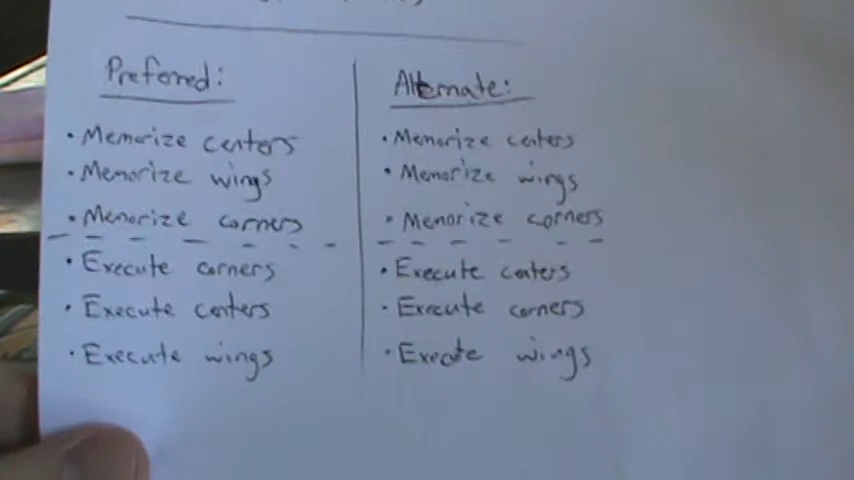 Preferred:
• Memorize centers
• Memorize wings
• Memorize corners
• Execute corners
• Execute centers
• Execute wings
Alternate:
• Memorize centers
• Memorize wings
• Memorize corners
• Execute centers
• Execute corners
• Execute wings